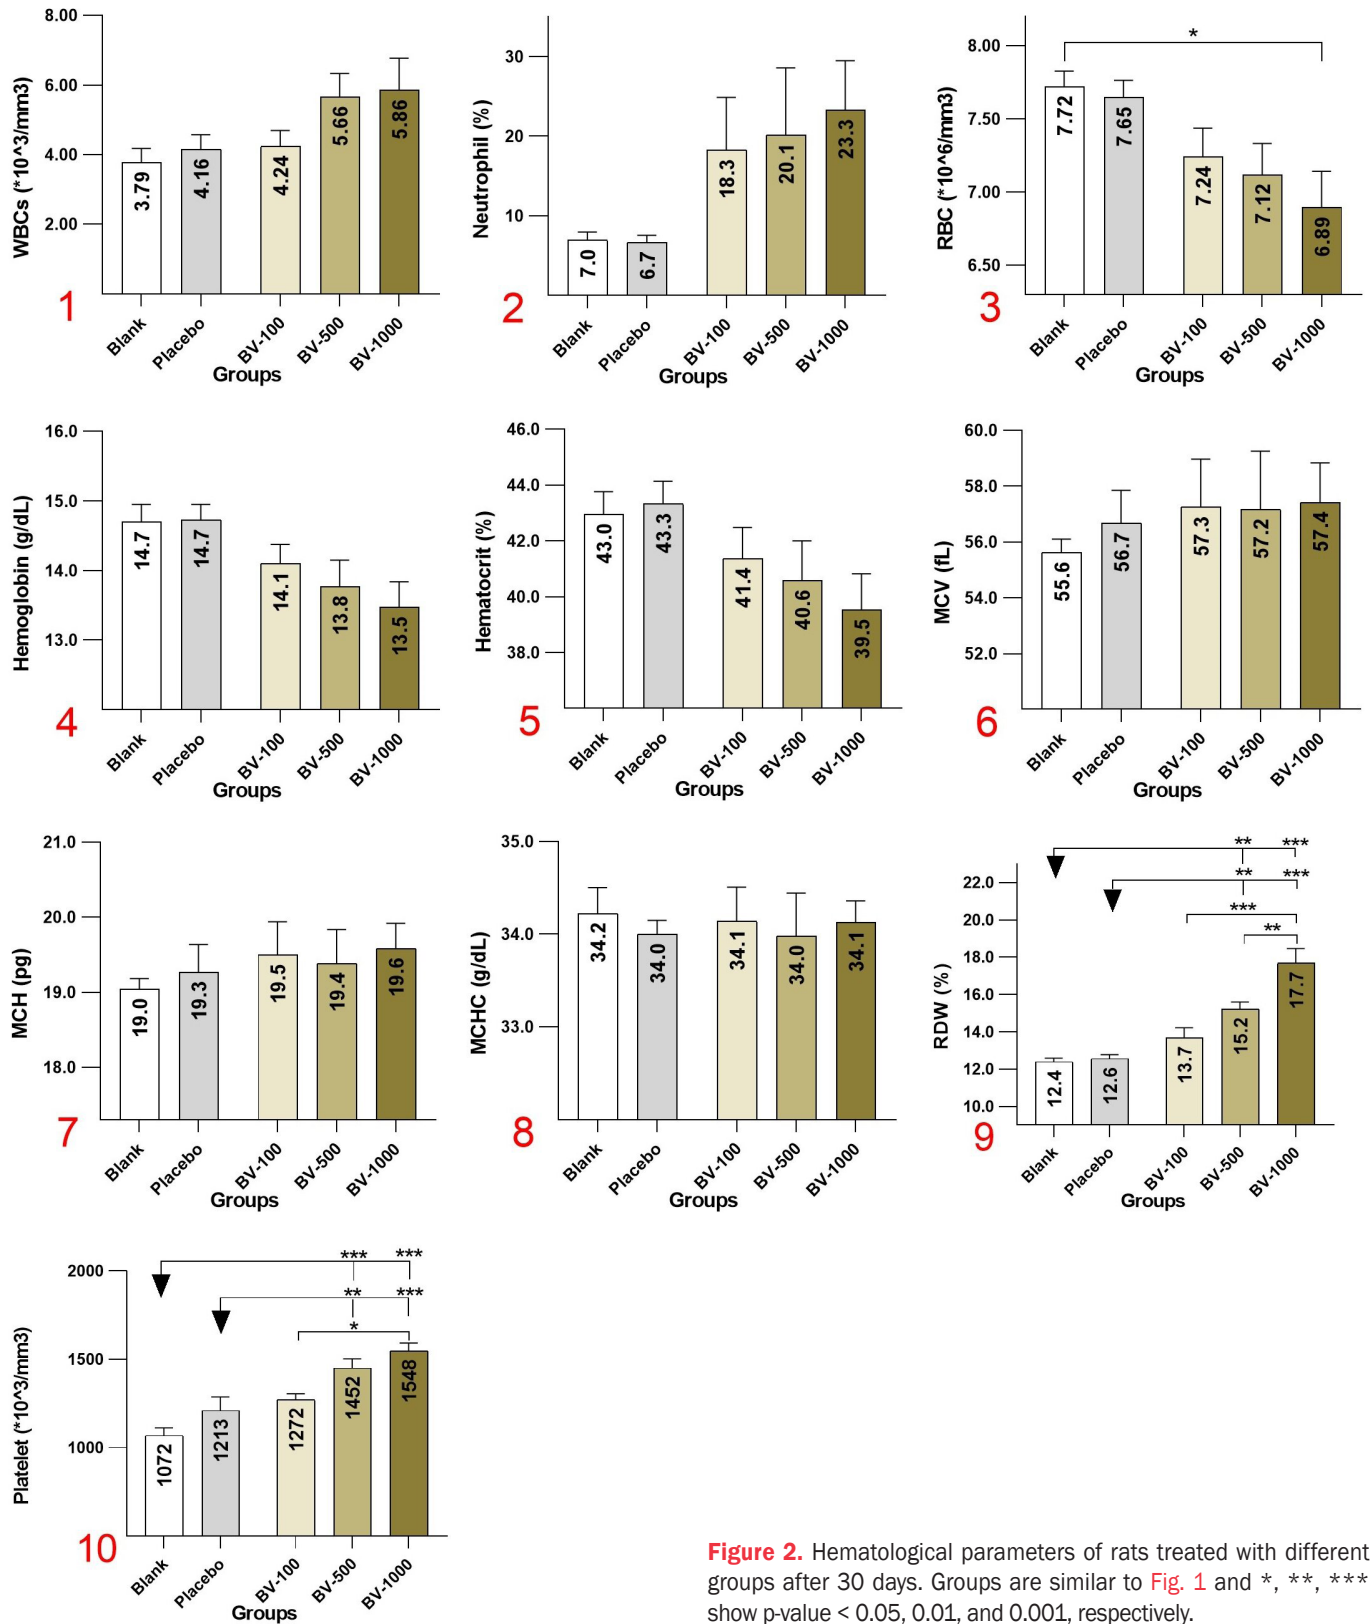 8.00
6.00
4.00
2.00
WBCs (*10^3/mm3)
3.79
4.16
4.24
5.66
5.86
Blank
Placebo
BV-100
BV-500
BV-1000
Groups
1
30
20
10
Neutrophil (%)
7.0
6.7
18.3
20.1
23.3
Blank
Placebo
BV-100
BV-500
BV-1000
Groups
2
*
8.00
7.50
7.00
6.50
RBC (*10^6/mm3)
7.72
7.65
7.24
7.12
6.89
Blank
Placebo
BV-100
BV-500
BV-1000
Groups
3
16.0
15.0
14.0
13.0
Hemoglobin (g/dL)
14.7
14.7
14.1
13.8
13.5
Blank
Placebo
BV-100
BV-500
BV-1000
Groups
4
46.0
44.0
42.0
40.0
38.0
Hematocrit (%)
43.0
43.3
41.4
40.6
39.5
Blank
Placebo
BV-100
BV-500
BV-1000
Groups
5
60.0
58.0
56.0
54.0
52.0
MCV (fL)
55.6
56.7
57.3
57.2
57.4
Blank
Placebo
BV-100
BV-500
BV-1000
Groups
6
21.0
20.0
19.0
18.0
MCH (pg)
19.0
19.3
19.5
19.4
19.6
Blank
Placebo
BV-100
BV-500
BV-1000
Groups
7
35.0
34.0
33.0
MCHC (g/dL)
34.2
34.0
34.1
34.0
34.1
Blank
Placebo
BV-100
BV-500
BV-1000
Groups
8
** ***
** ***
***
**
22.0
20.0
18.0
16.0
14.0
12.0
10.0
RDW (%)
12.4
12.6
13.7
15.2
17.7
Blank
Placebo
BV-100
BV-500
BV-1000
Groups
9
*** ***
** ***
*
2000
1500
1000
Platelet (*10^3/mm3)
1072
1213
1272
1452
1548
Blank
Placebo
BV-100
BV-500
BV-1000
Groups
10
Figure 2. Hematological parameters of rats treated with different
groups after 30 days. Groups are similar to Fig. 1 and *, **, ***
show p-value < 0.05, 0.01, and 0.001, respectively.